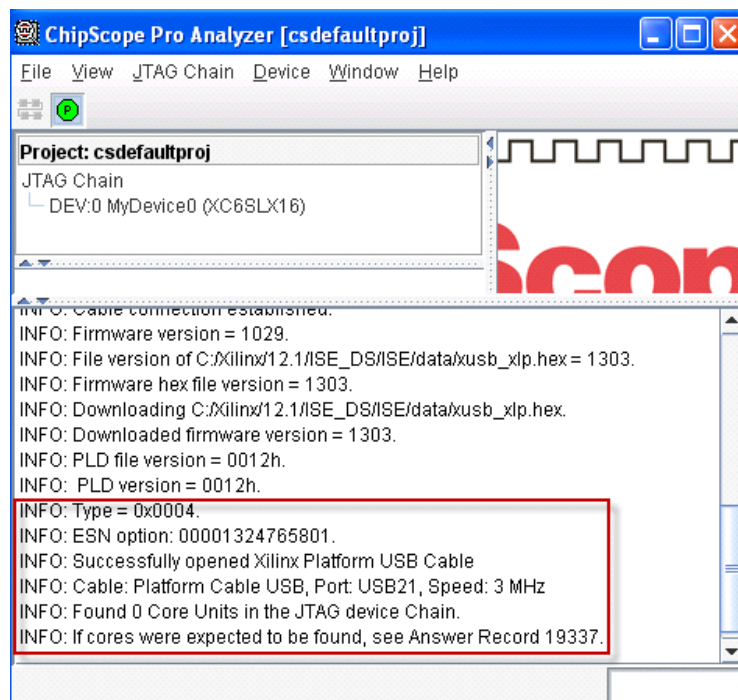 ChipScope Pro Analyzer [csdefaultproj]
File View JTAG Chain Device Window Help
P
Project: csdefaultproj
JTAG Chain
DEV:0 MyDevice0 (XC6SLX16)
Scop
INFO: Cable connection established.
INFO: Firmware version = 1029.
INFO: File version of C:/Xilinx/12.1/ISE_DS/ISE/data/xusb_xlp.hex = 1303.
INFO: Firmware hex file version = 1303.
INFO: Downloading C:/Xilinx/12.1/ISE_DS/ISE/data/xusb_xlp.hex.
INFO: Downloaded firmware version = 1303.
INFO: PLD file version = 0012h.
INFO:  PLD version = 0012h.
INFO: Type = 0x0004.
INFO: ESN option: 00001324765801.
INFO: Successfully opened Xilinx Platform USB Cable
INFO: Cable: Platform Cable USB, Port: USB21, Speed: 3 MHz
INFO: Found 0 Core Units in the JTAG device Chain.
INFO: If cores were expected to be found, see Answer Record 19337.